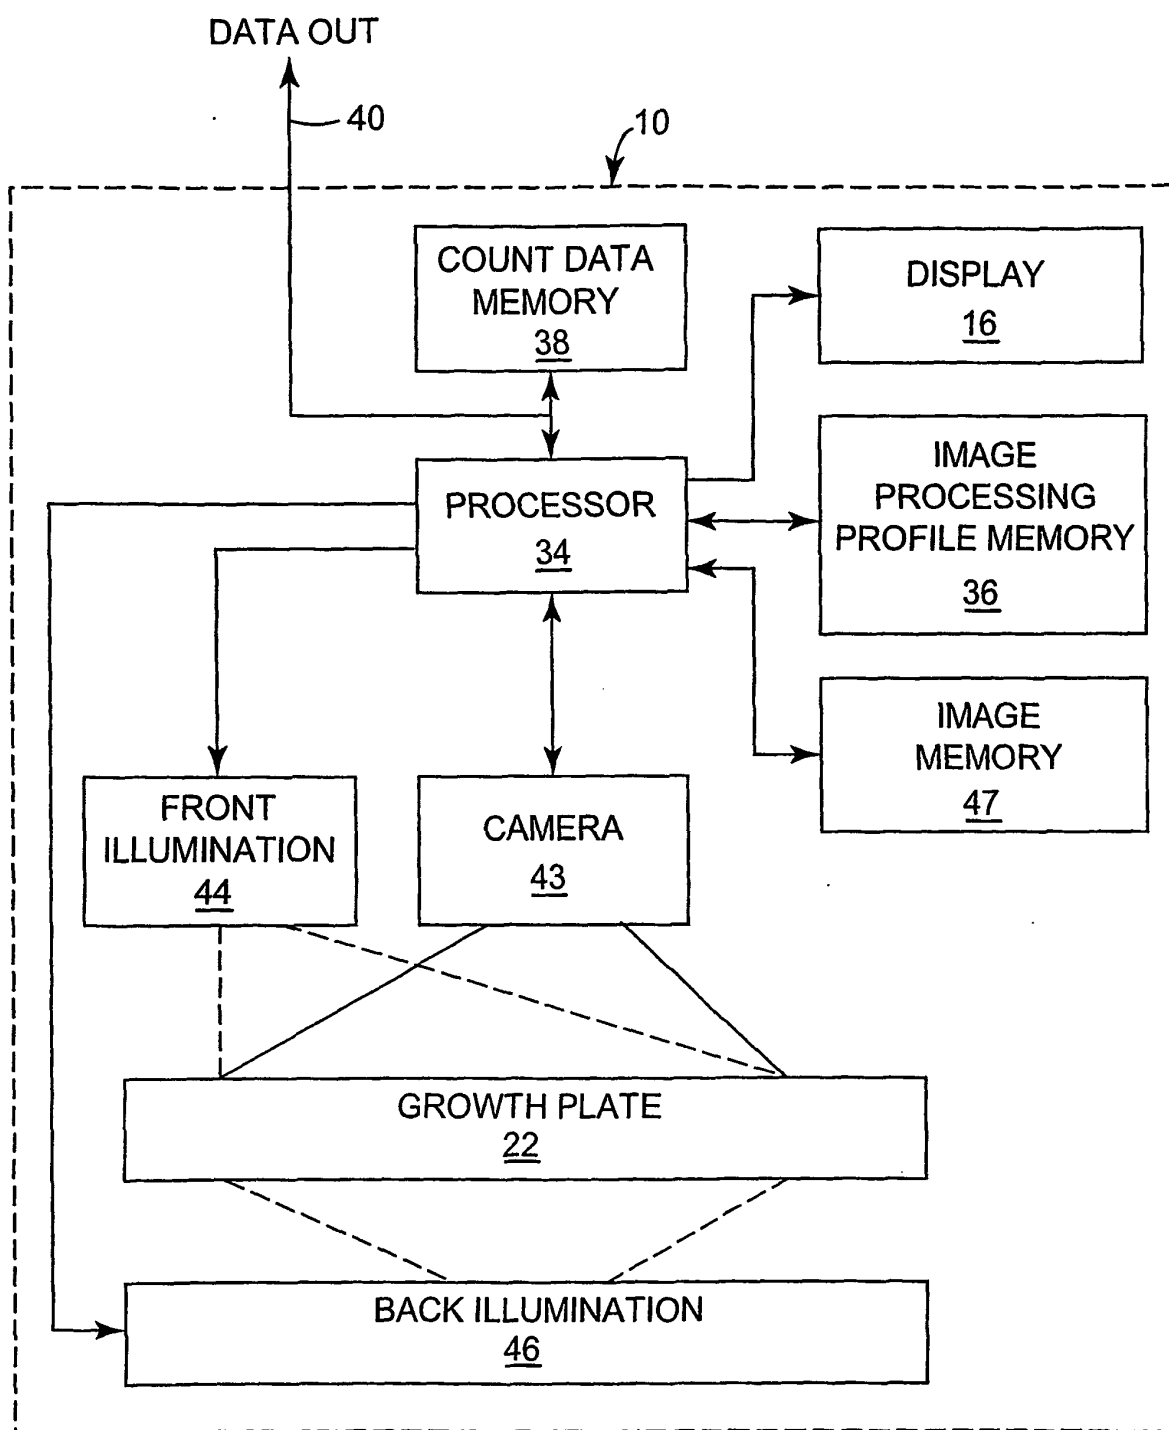 DATA OUT
40
10
COUNT DATA
MEMORY
38
DISPLAY
16
PROCESSOR
34
IMAGE
PROCESSING
PROFILE MEMORY
36
IMAGE
MEMORY
47
FRONT
ILLUMINATION
44
CAMERA
43
GROWTH PLATE
22
BACK ILLUMINATION
46